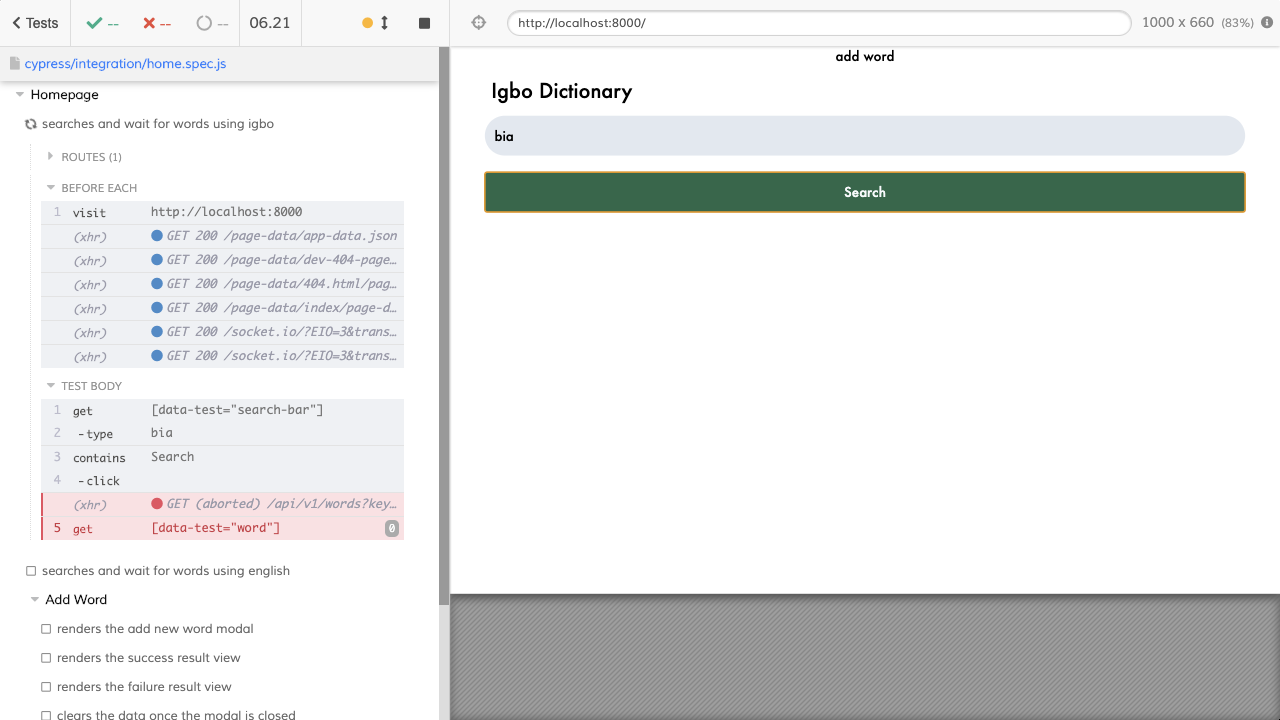 Tests -- -- -- 06.21
http://localhost:8000/ 1000 x 660 (83%)
cypress/integration/home.spec.js
Homepage
searches and wait for words using igbo
ROUTES (1)
BEFORE EACH
1 visit http://localhost:8000
(xhr) GET 200 /page-data/app-data.json
(xhr) GET 200 /page-data/dev-404-page…
(xhr) GET 200 /page-data/404.html/pag…
(xhr) GET 200 /page-data/index/page-d…
(xhr) GET 200 /socket.io/?EIO=3&trans…
(xhr) GET 200 /socket.io/?EIO=3&trans…
TEST BODY
1 get [data-test="search-bar"]
2 -type bia
3 contains Search
4 -click
(xhr) GET (aborted) /api/v1/words?key…
5 get [data-test="word"] 0
searches and wait for words using english
Add Word
renders the add new word modal
renders the success result view
renders the failure result view
clears the data once the modal is closed
add word
Igbo Dictionary
bia
Search